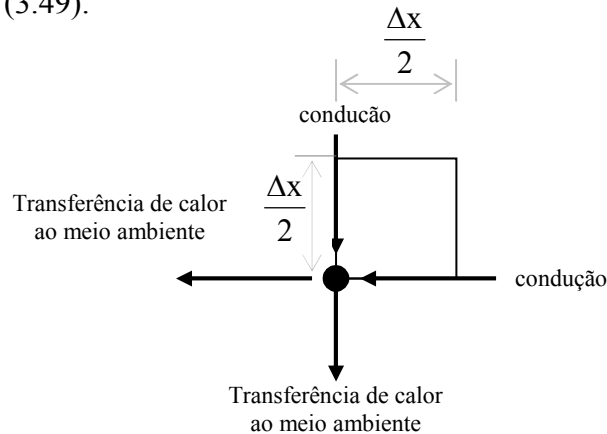 (3.49).
Δx
2
conducão
Transferência de calor
ao meio ambiente
Δx
2
condução
Transferência de calor
ao meio ambiente